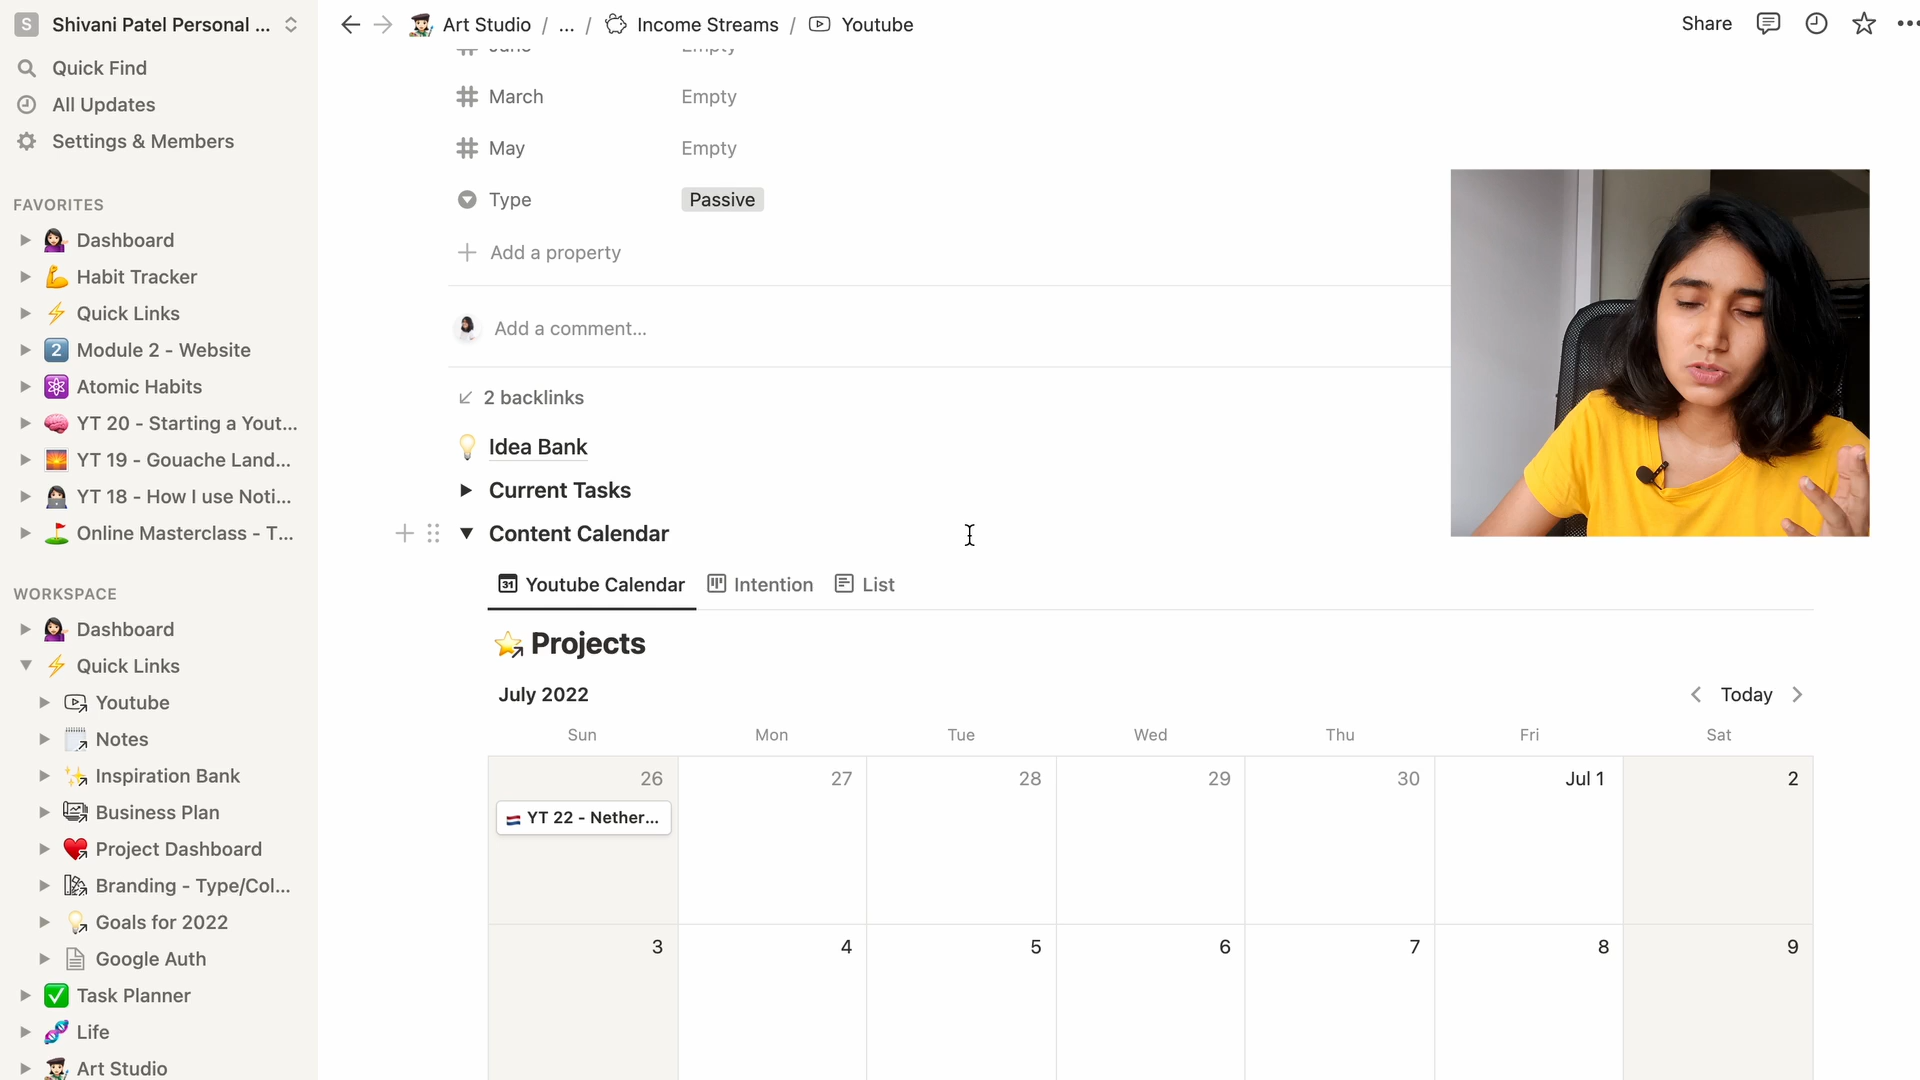 S Shivani Patel Personal ...
Quick Find
All Updates
Settings & Members
FAVORITES
Dashboard
Habit Tracker
Quick Links
2 Module 2 - Website
Atomic Habits
YT 20 - Starting a Yout...
YT 19 - Gouache Land...
YT 18 - How I use Noti...
Online Masterclass - T...
WORKSPACE
Dashboard
Quick Links
Youtube
Notes
Inspiration Bank
Business Plan
Project Dashboard
Branding - Type/Col...
Goals for 2022
Google Auth
Task Planner
Life
Art Studio
Art Studio / ... / Income Streams / Youtube
Share
June Empty
March Empty
May Empty
Type Passive
Add a property
Add a comment...
2 backlinks
Idea Bank
Current Tasks
Content Calendar
31 Youtube Calendar Intention List
Projects
July 2022 Today
Sun Mon Tue Wed Thu Fri Sat
26 27 28 29 30 Jul 1 2
YT 22 - Nether...
3 4 5 6 7 8 9